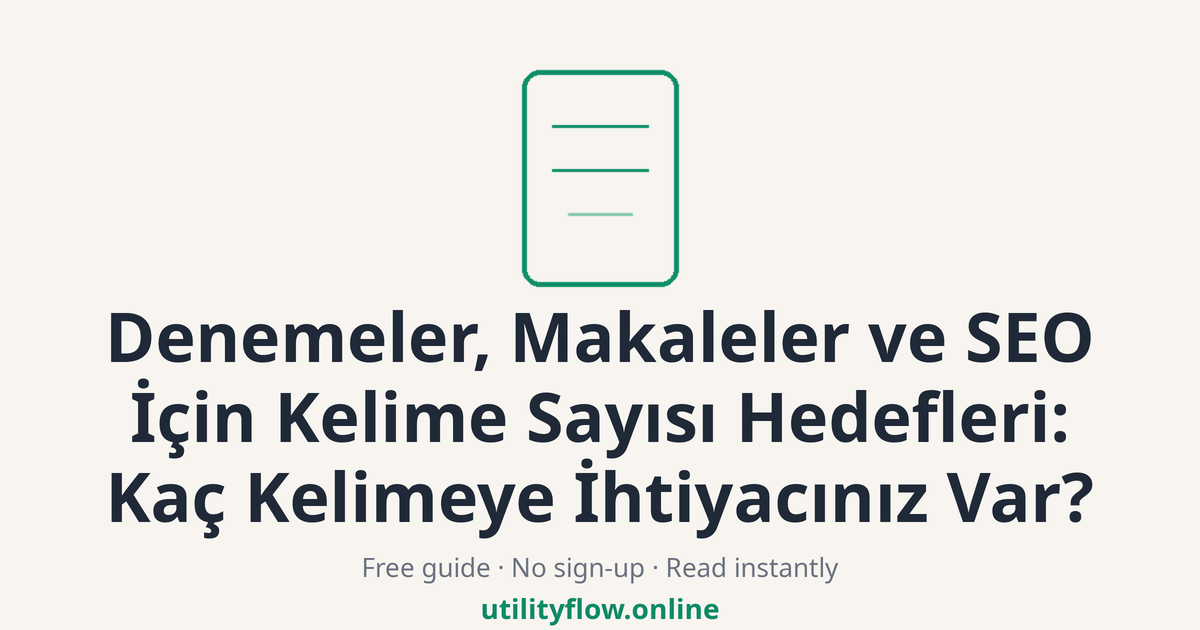 Denemeler, Makaleler ve SEO
İçin Kelime Sayısı Hedefleri:
Kaç Kelimeye İhtiyacınız Var?
Free guide · No sign-up · Read instantly
utilityflow.online